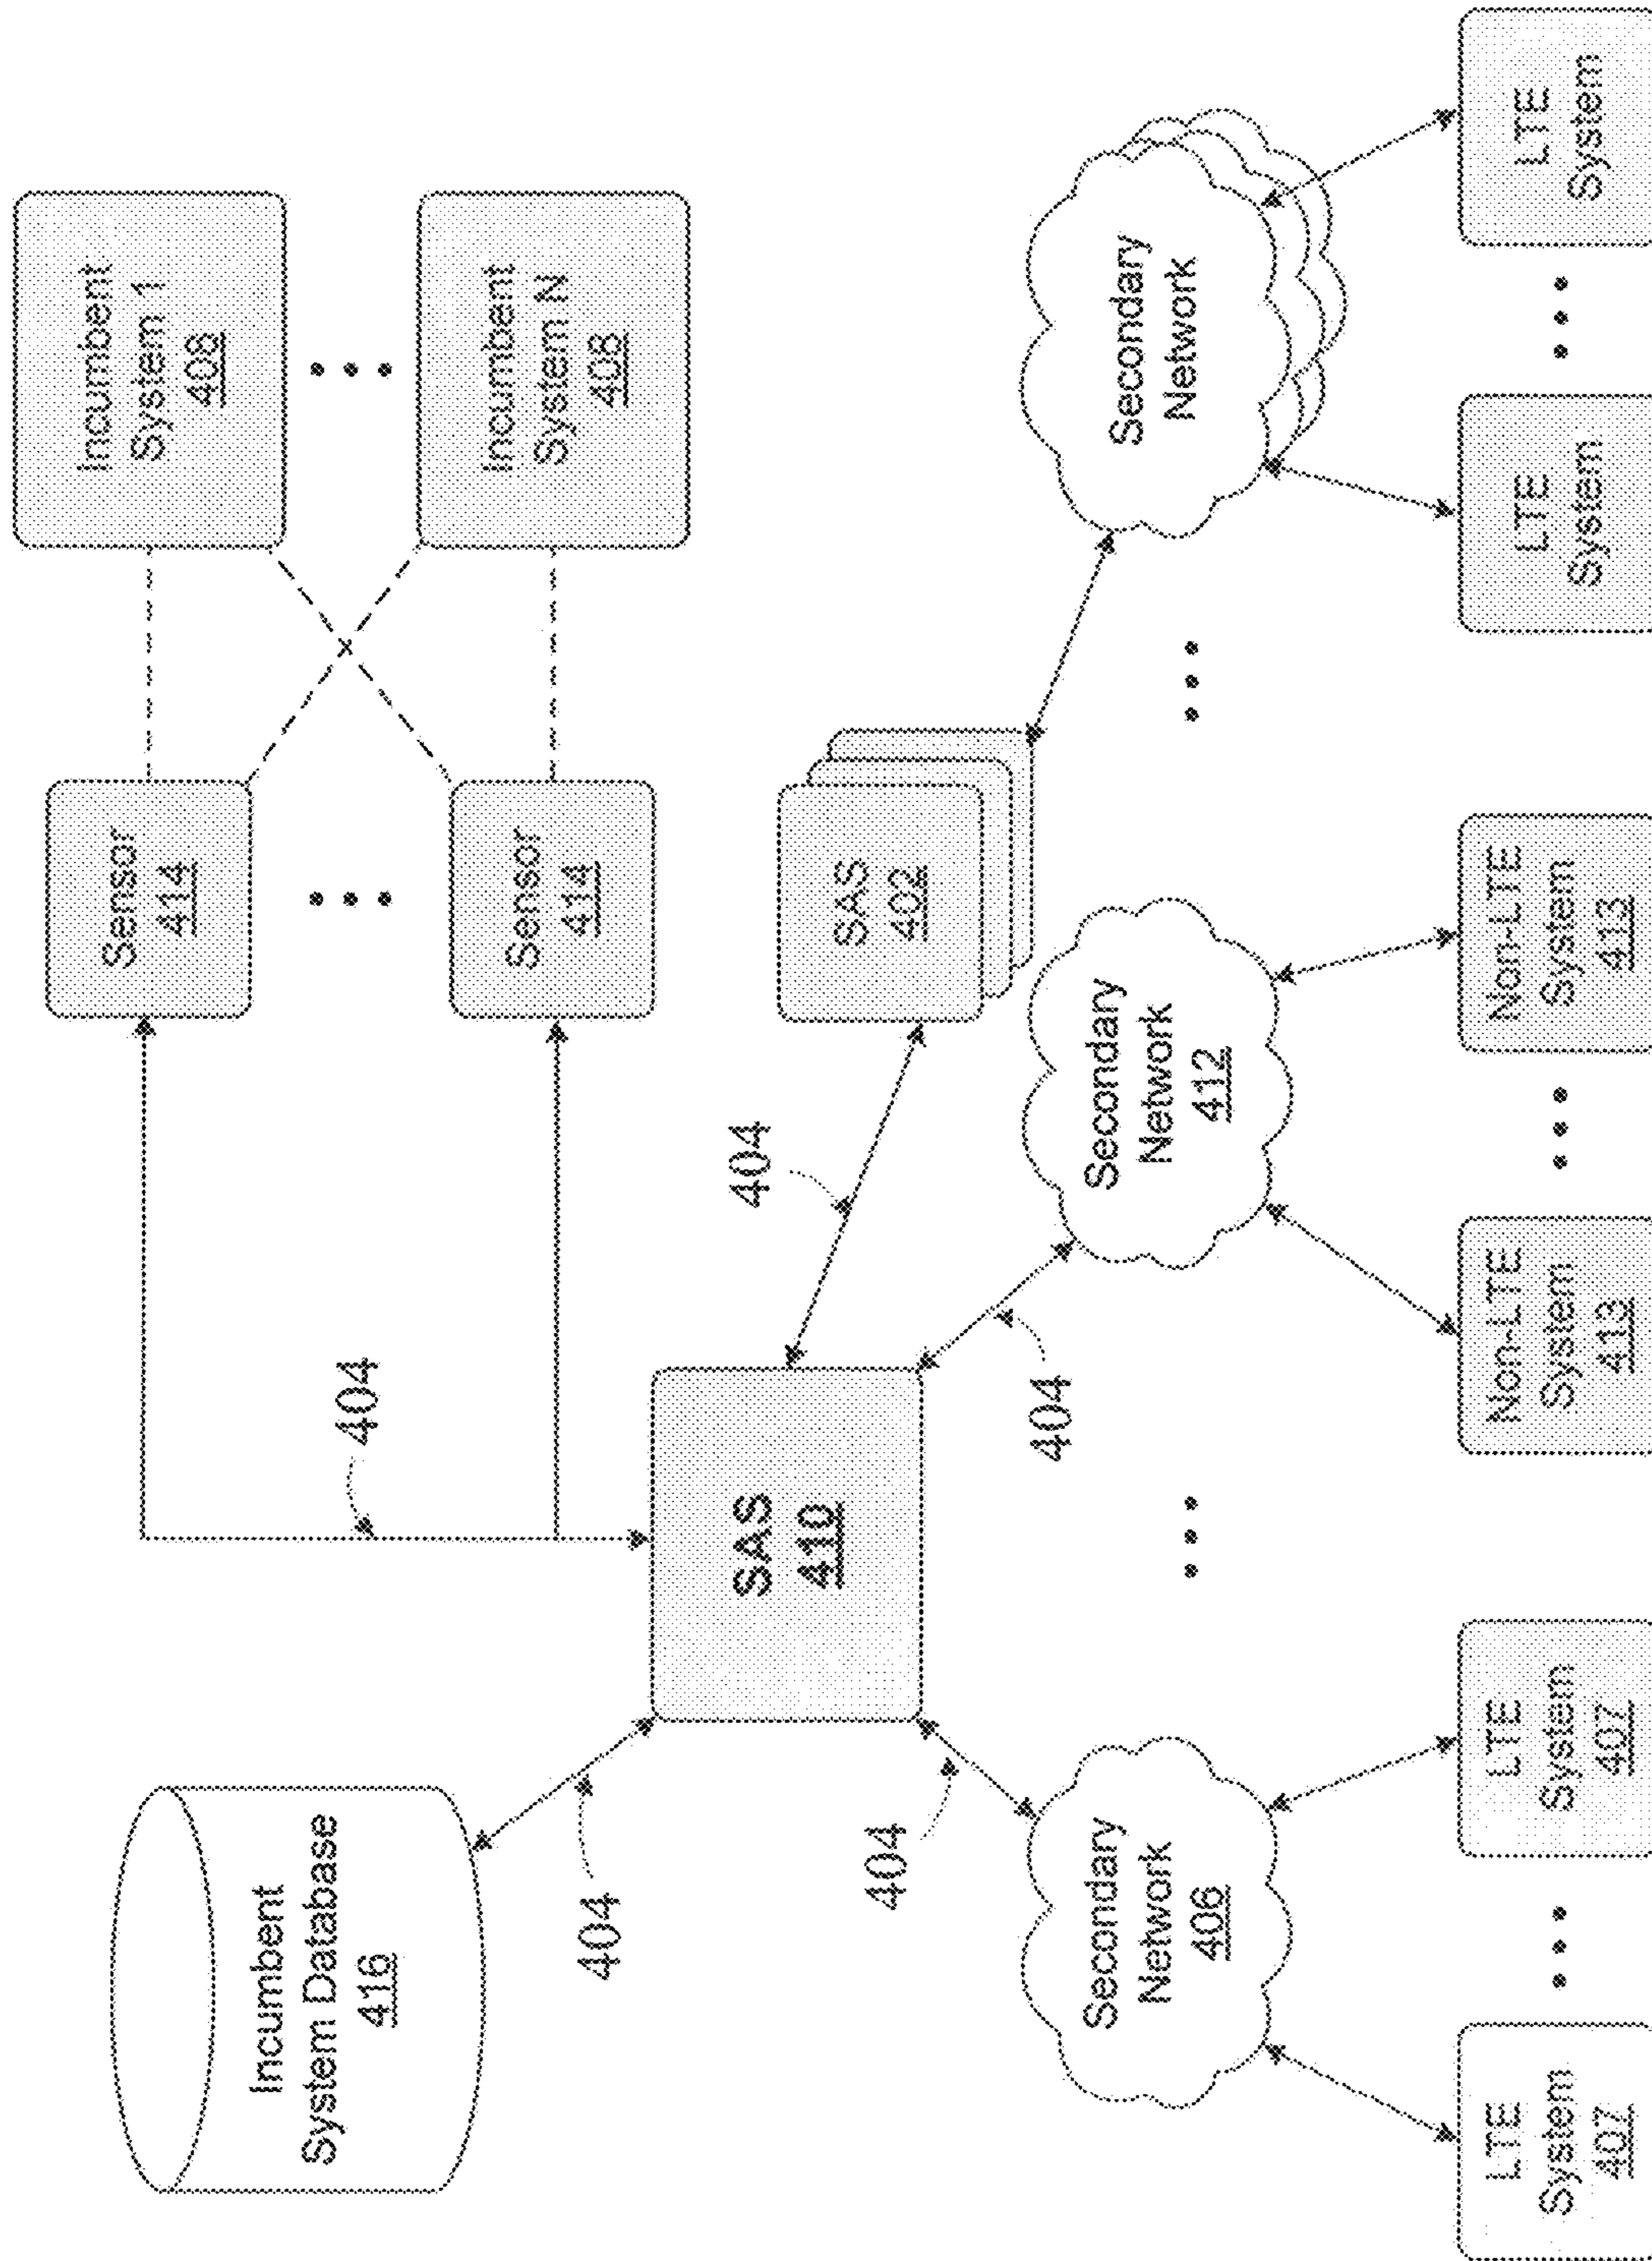 Incumbent
System Database
416
Sensor
414
Incumbent
System 1
408
Sensor
414
Incumbent
System N
408
404
404
404
404
404
SAS
410
SAS
402
Secondary
Network
406
Secondary
Network
412
Secondary
Network
LTE
System
407
LTE
System
407
Non-LTE
System
413
Non-LTE
System
413
LTE
System
LTE
System